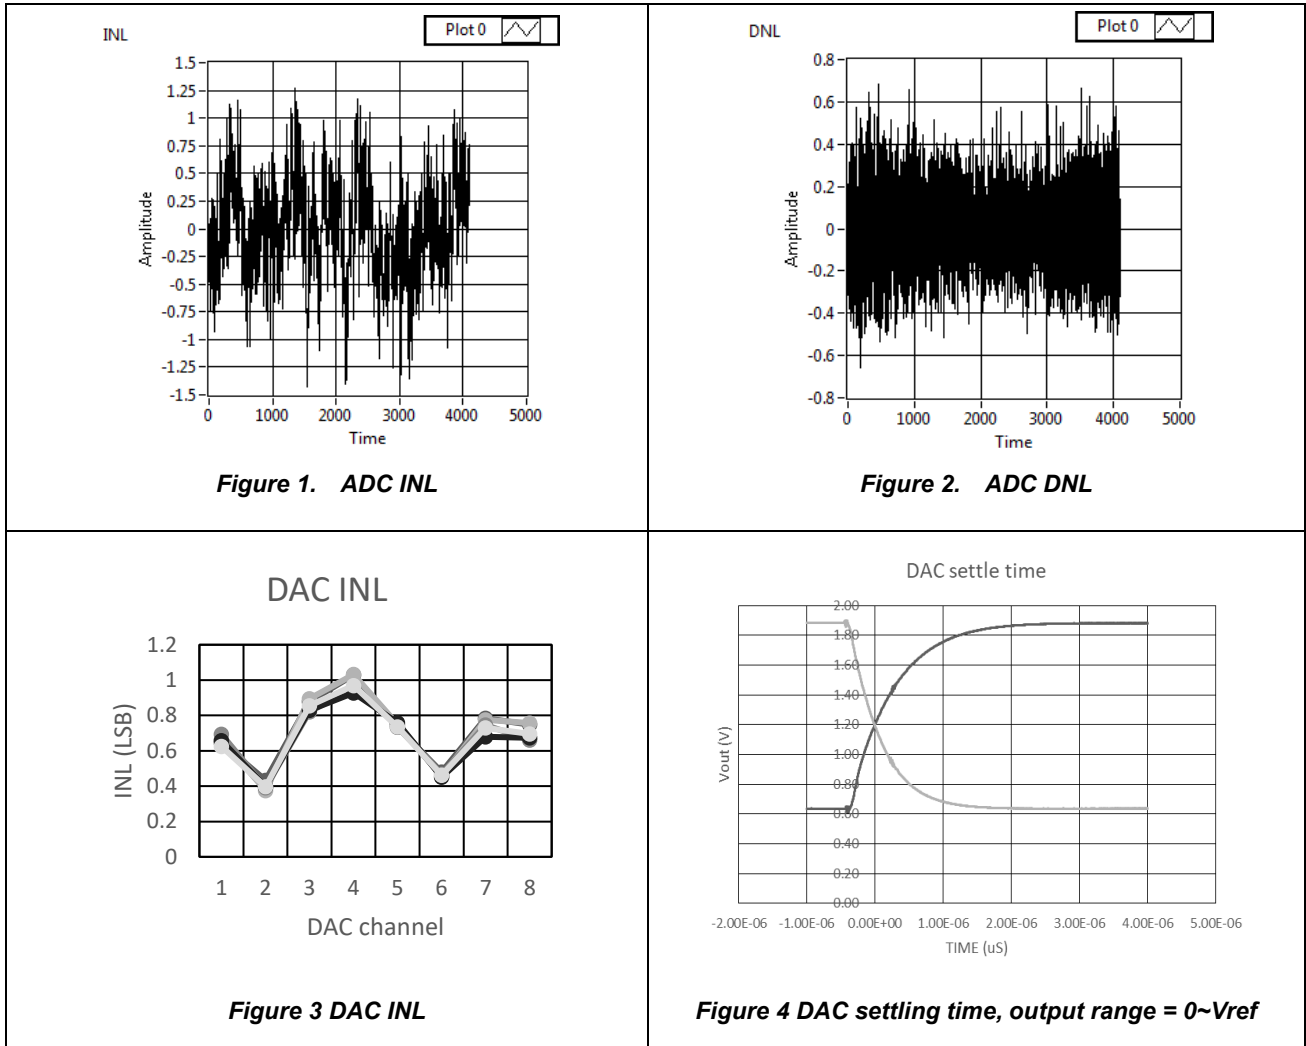 INL
Plot 0
1.5
1.25
1
0.75
0.5
0.25
0
-0.25
-0.5
-0.75
-1
-1.25
-1.5
Amplitude
0 1000 2000 3000 4000 5000
Time
Figure 1. ADC INL
DNL
Plot 0
0.8
0.6
0.4
0.2
0
-0.2
-0.4
-0.6
-0.8
Amplitude
0 1000 2000 3000 4000 5000
Time
Figure 2. ADC DNL
DAC INL
1.2
1
0.8
0.6
0.4
0.2
0
INL (LSB)
1 2 3 4 5 6 7 8
DAC channel
Figure 3 DAC INL
DAC settle time
2.00
1.80
1.60
1.40
1.20
1.00
0.80
0.60
0.40
0.20
0.00
Vout (V)
-2.00E-06 -1.00E-06 0.00E+00 1.00E-06 2.00E-06 3.00E-06 4.00E-06 5.00E-06
TIME (uS)
Figure 4 DAC settling time, output range = 0~Vref